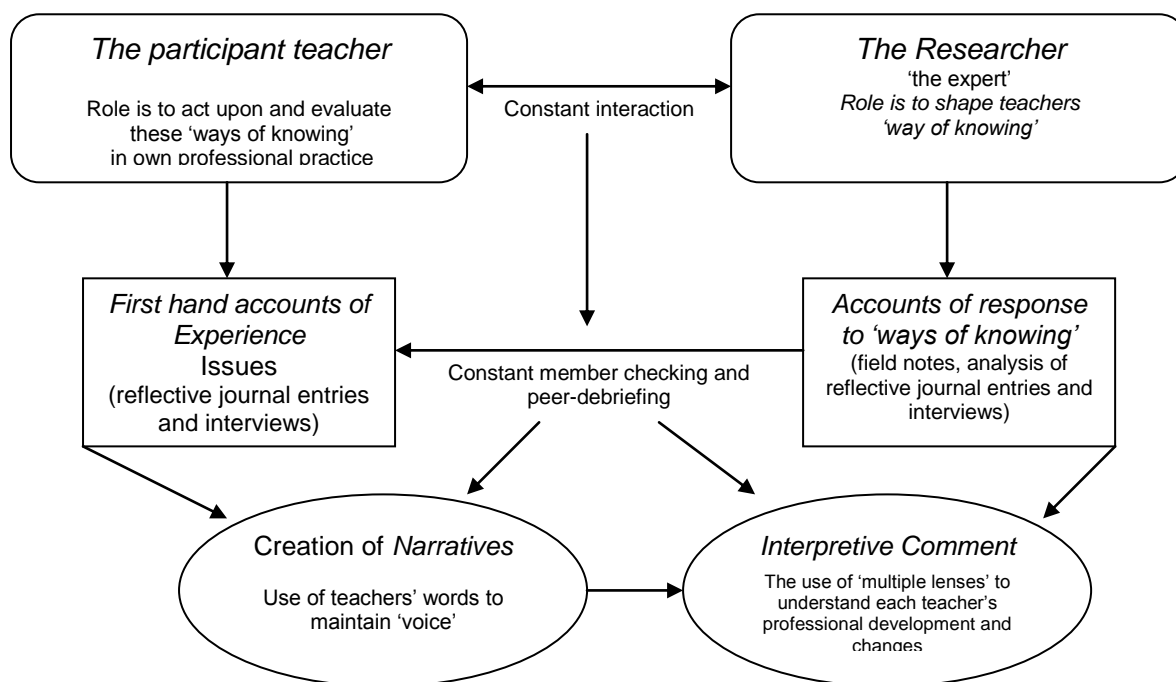 The participant teacher
Role is to act upon and evaluate
these ‘ways of knowing’
in own professional practice
Constant interaction
The Researcher
‘the expert’
Role is to shape teachers
‘way of knowing’
First hand accounts of
Experience
Issues
(reflective journal entries
and interviews)
Constant member checking and
peer-debriefing
Accounts of response
to ‘ways of knowing’
(field notes, analysis of
reflective journal entries and
interviews)
Creation of Narratives
Use of teachers’ words to
maintain ‘voice’
Interpretive Comment
The use of ‘multiple lenses’ to
understand each teacher’s
professional development and
changes